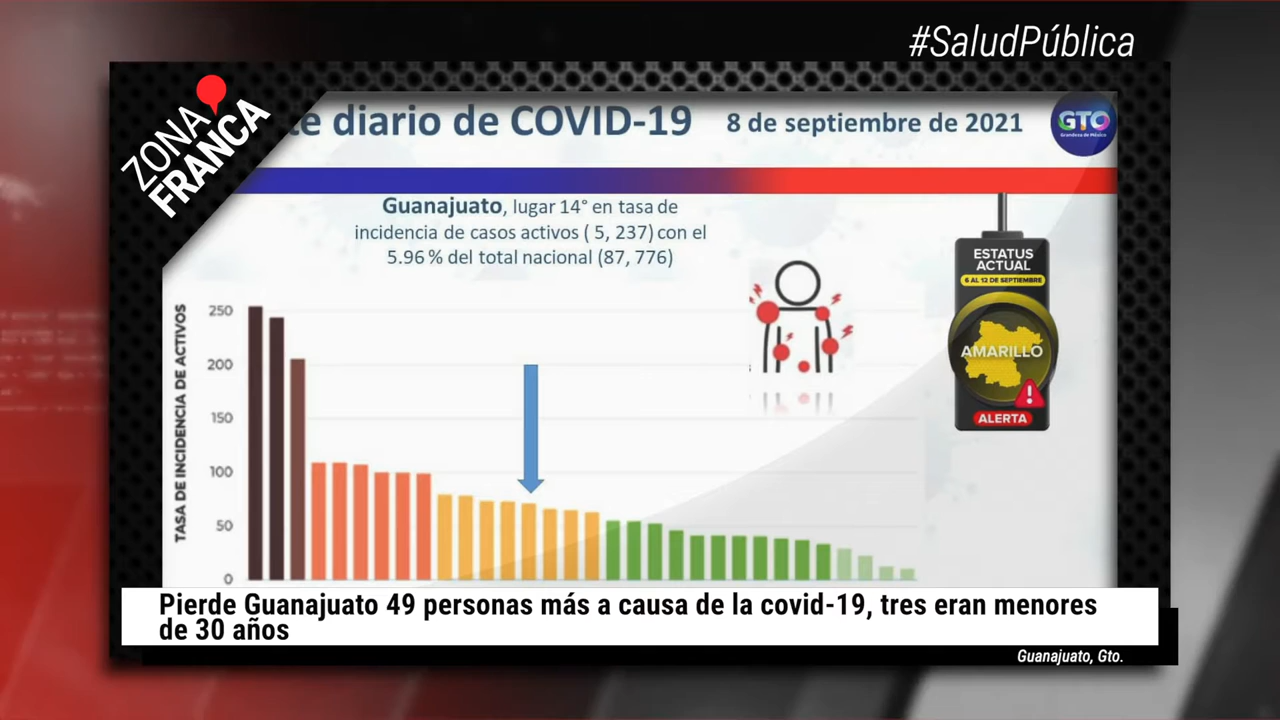 #SaludPública
ZONA
FRANCA
te diario de COVID-19
8 de septiembre de 2021
GTO
Grandeza de México
Guanajuato, lugar 14° en tasa de
incidencia de casos activos ( 5, 237) con el
5.96 % del total nacional (87, 776)
ESTATUS
ACTUAL
6 AL 12 DE SEPTIEMBRE
AMARILLO
ALERTA
TASA DE INCIDENCIA DE ACTIVOS
250
200
150
100
50
0
Pierde Guanajuato 49 personas más a causa de la covid-19, tres eran menores
de 30 años
Guanajuato, Gto.